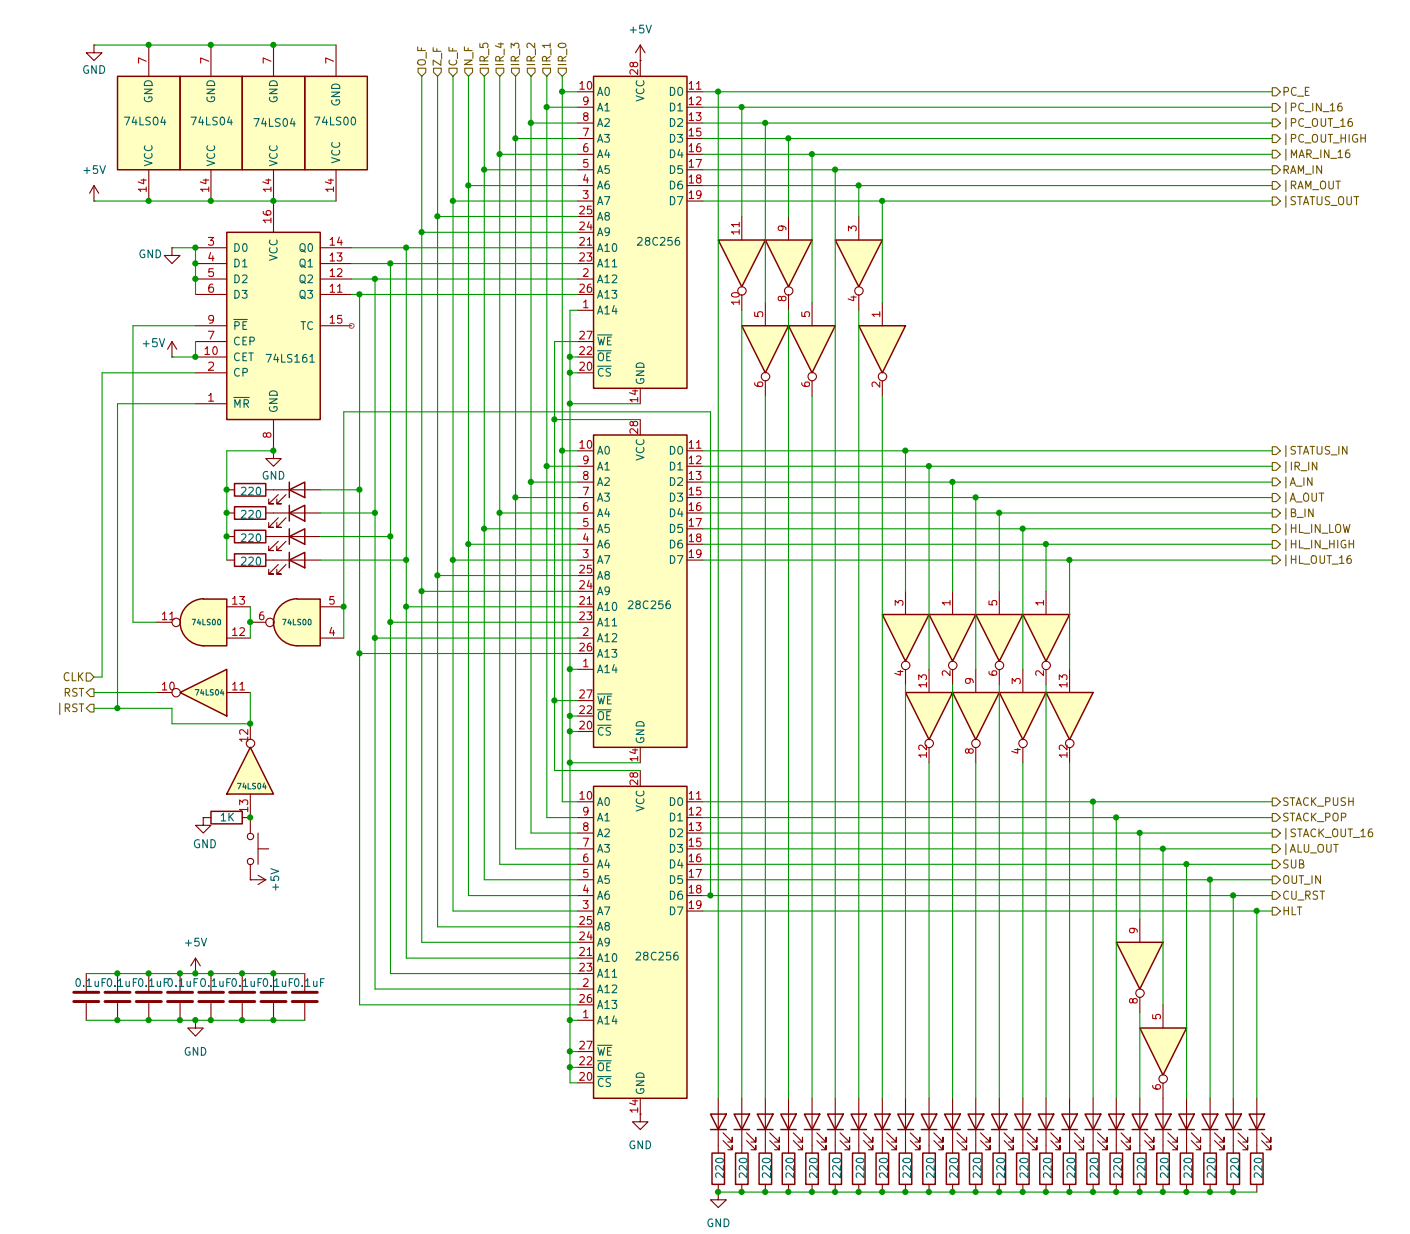 +5V
O_F
Z_F
C_F
N_F
IR_5
IR_4
IR_3
IR_2
IR_1
IR_0
GND
7 7 7 7
GND GND GND GND
74LS04 74LS04 74LS04 74LS00
VCC VCC VCC VCC
14 14 14 14
+5V
16
VCC
GND
3 D0 Q0 14
4 D1 Q1 13
5 D2 Q2 12
6 D3 Q3 11
9 PE TC 15
7 CEP
+5V
10 CET 74LS161
2 CP
1 MR
GND
8
GND
220
220
220
220
11 74LS00 13
12
6 74LS00 5
4
CLK
RST
|RST
10 74LS04 11
12
74LS04
13
1K
GND
+5V
+5V
0.1uF 0.1uF 0.1uF 0.1uF 0.1uF 0.1uF 0.1uF 0.1uF
GND
28
VCC
10 A0 D0 11
9 A1 D1 12
8 A2 D2 13
7 A3 D3 15
6 A4 D4 16
5 A5 D5 17
4 A6 D6 18
3 A7 D7 19
25 A8
24 A9
21 A10 28C256
23 A11
2 A12
26 A13
1 A14
27 WE
22 OE
20 CS
GND
14
PC_E
|PC_IN_16
|PC_OUT_16
|PC_OUT_HIGH
|MAR_IN_16
RAM_IN
|RAM_OUT
|STATUS_OUT
11 9 3
10 8 4
5 5 1
6 6 2
28
VCC
10 A0 D0 11
9 A1 D1 12
8 A2 D2 13
7 A3 D3 15
6 A4 D4 16
5 A5 D5 17
4 A6 D6 18
3 A7 D7 19
25 A8
24 A9
21 A10 28C256
23 A11
2 A12
26 A13
1 A14
27 WE
22 OE
20 CS
GND
14
|STATUS_IN
|IR_IN
|A_IN
|A_OUT
|B_IN
|HL_IN_LOW
|HL_IN_HIGH
|HL_OUT_16
3 1 5 1
4 2 6 2
13 9 3 13
12 8 4 12
28
VCC
10 A0 D0 11
9 A1 D1 12
8 A2 D2 13
7 A3 D3 15
6 A4 D4 16
5 A5 D5 17
4 A6 D6 18
3 A7 D7 19
25 A8
24 A9
21 A10 28C256
23 A11
2 A12
26 A13
1 A14
27 WE
22 OE
20 CS
GND
14
GND
STACK_PUSH
STACK_POP
|STACK_OUT_16
|ALU_OUT
SUB
OUT_IN
CU_RST
HLT
9
8
5
6
220 220 220 220 220 220 220 220 220 220 220 220 220 220 220 220 220 220 220 220 220 220 220 220
GND